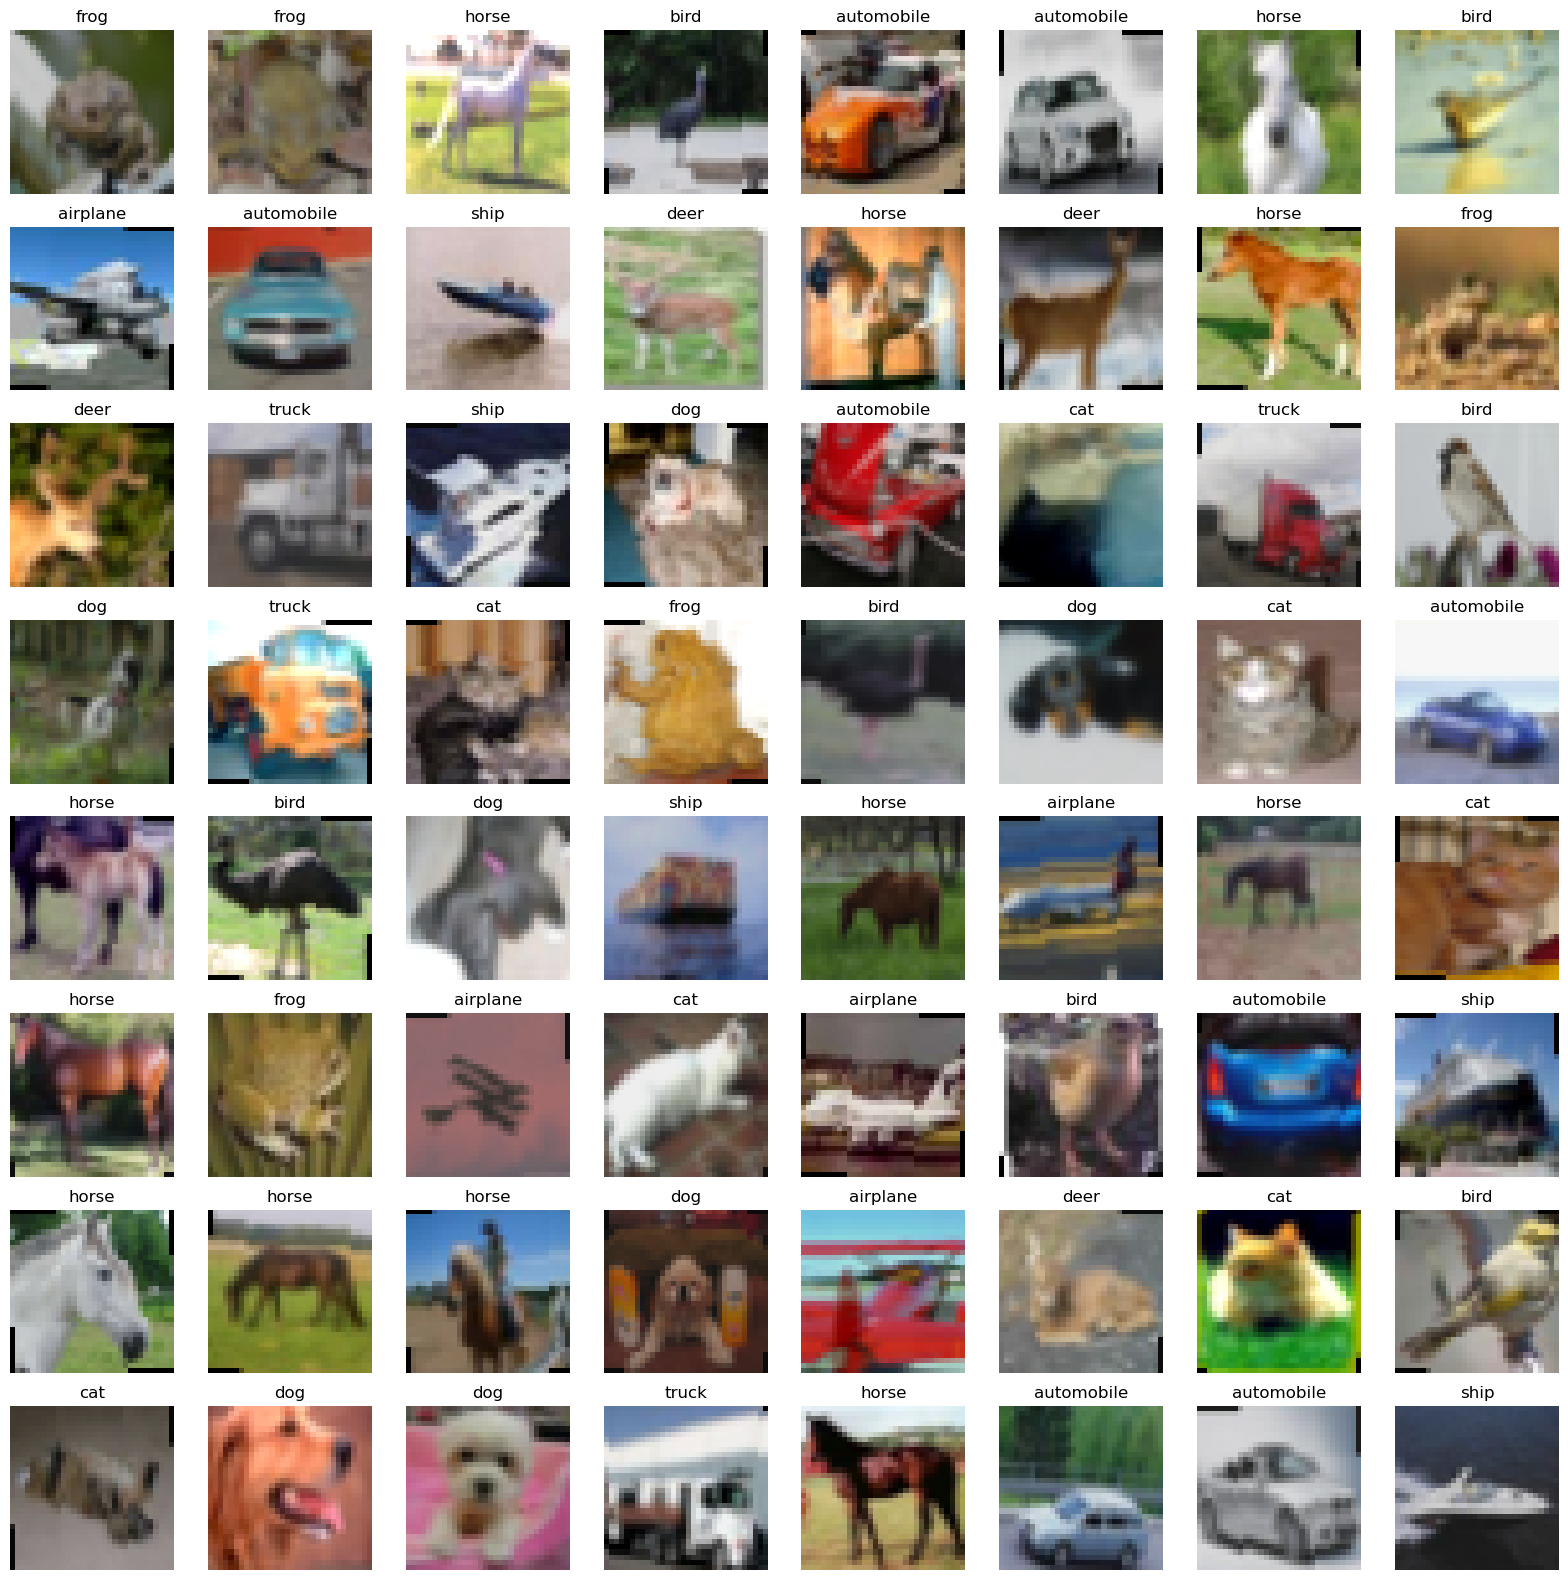 frog frog horse bird automobile automobile horse bird
airplane automobile ship deer horse deer horse frog
deer truck ship dog automobile cat truck bird
dog truck cat frog bird dog cat automobile
horse bird dog ship horse airplane horse cat
horse frog airplane cat airplane bird automobile ship
horse horse horse dog airplane deer cat bird
cat dog dog truck horse automobile automobile ship